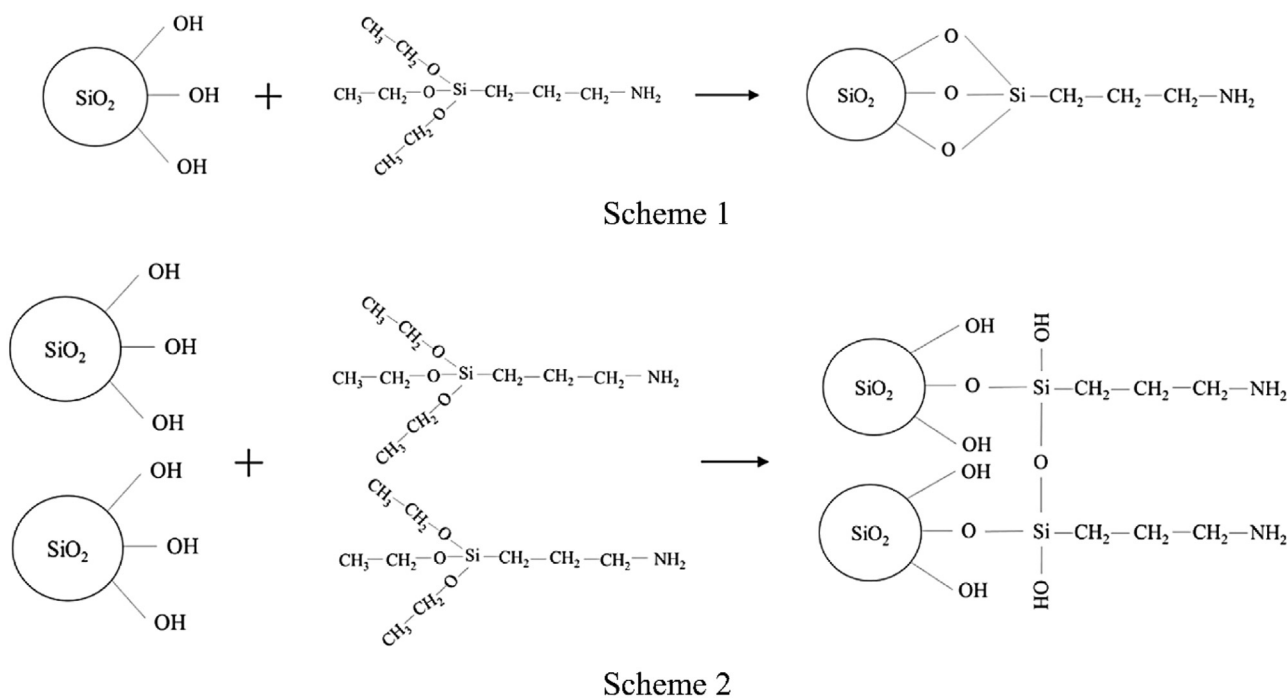 OH
SiO₂
OH
OH
+
CH₃—CH₂—O
CH₃—CH₂—O—Si—CH₂—CH₂—CH₂—NH₂
CH₃—CH₂—O
O
SiO₂ O Si—CH₂—CH₂—CH₂—NH₂
O
Scheme 1
OH
SiO₂
OH
OH
OH
SiO₂
OH
OH
+
CH₃—CH₂—O
CH₃—CH₂—O—Si—CH₂—CH₂—CH₂—NH₂
CH₃—CH₂—O
CH₃—CH₂—O
CH₃—CH₂—O—Si—CH₂—CH₂—CH₂—NH₂
CH₃—CH₂—O
OH OH
SiO₂ O Si—CH₂—CH₂—CH₂—NH₂
OH
O
OH
SiO₂ O Si—CH₂—CH₂—CH₂—NH₂
OH OH
Scheme 2